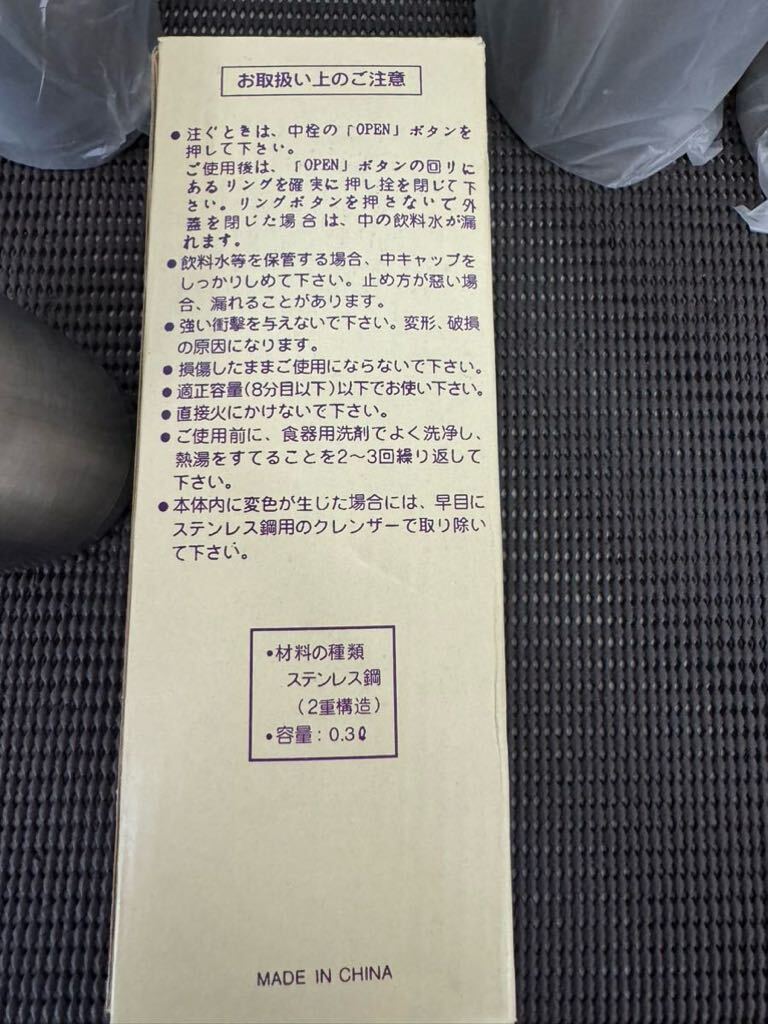 お取扱い上のご注意
●注ぐときは、中栓の「OPEN」ボタンを
押して下さい。
ご使用後は、「OPEN」ボタンの回りに
あるリングを確実に押し拴を閉じて下
さい。リングボタンを押さないで外
蓋を閉じた場合は、中の飲料水が漏
れます。
●飲料水等を保管する場合、中キャップを
しっかりしめて下さい。止め方が悪い場
合、漏れることがあります。
●強い衝撃を与えないで下さい。変形、破損
の原因になります。
●損傷したままご使用にならないで下さい。
●適正容量(8分目以下)以下でお使い下さい。
●直接火にかけないで下さい。
●ご使用前に、食器用洗剤でよく洗浄し、
熱湯をすてることを2〜3回繰り返して
下さい。
●本体内に変色が生じた場合には、早目に
ステンレス鋼用のクレンザーで取り除い
て下さい。
•材料の種類
ステンレス鋼
（2重構造）
•容量：0.3ℓ
MADE IN CHINA